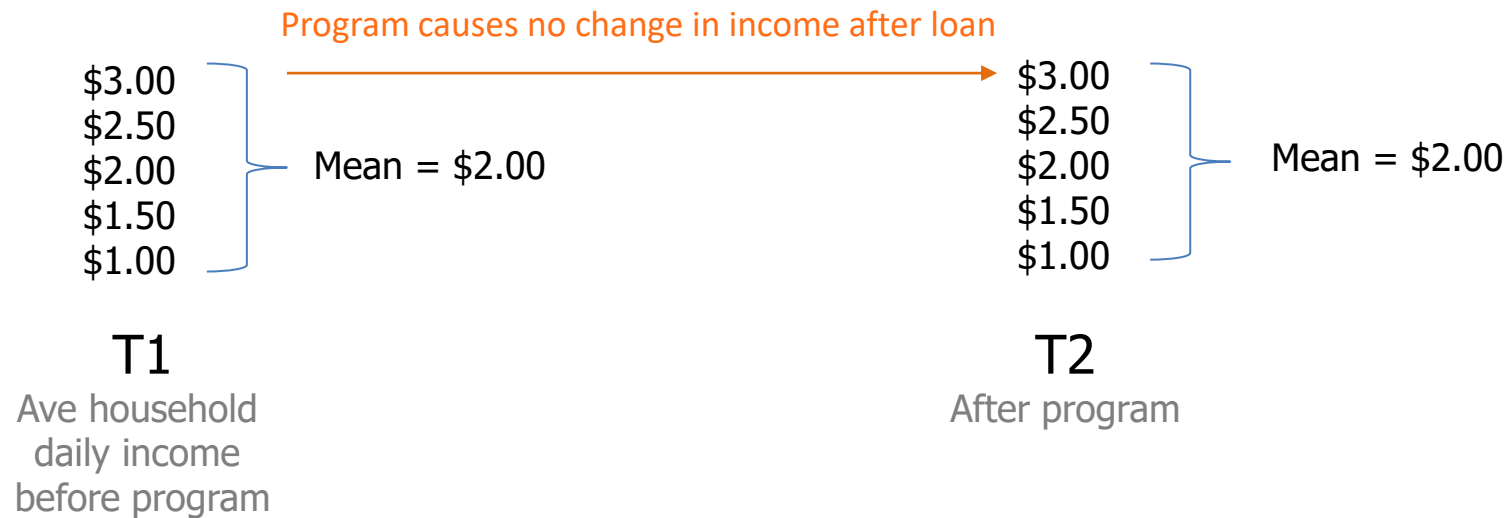 Program causes no change in income after loan
$3.00
$2.50
$2.00
$1.50
$1.00
Mean = $2.00
$3.00
$2.50
$2.00
$1.50
$1.00
Mean = $2.00
T1
Ave household
daily income
before program
T2
After program